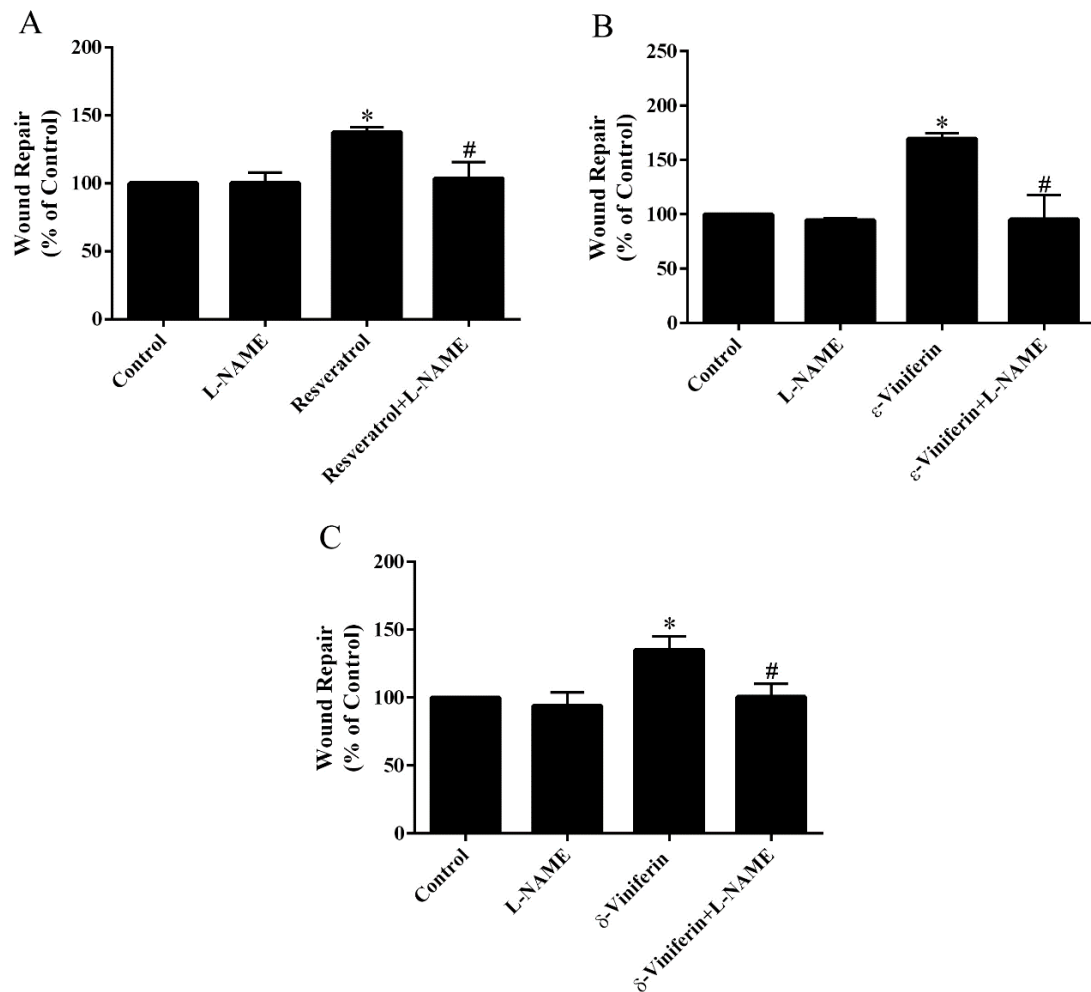 A
200
150
100
50
0
Wound Repair
(% of Control)
*
#
Control
L-NAME
Resveratrol
Resveratrol+L-NAME
B
250
200
150
100
50
0
Wound Repair
(% of Control)
*
#
Control
L-NAME
ε-Viniferin
ε-Viniferin+L-NAME
C
200
150
100
50
0
Wound Repair
(% of Control)
*
#
Control
L-NAME
δ-Viniferin
δ-Viniferin+L-NAME